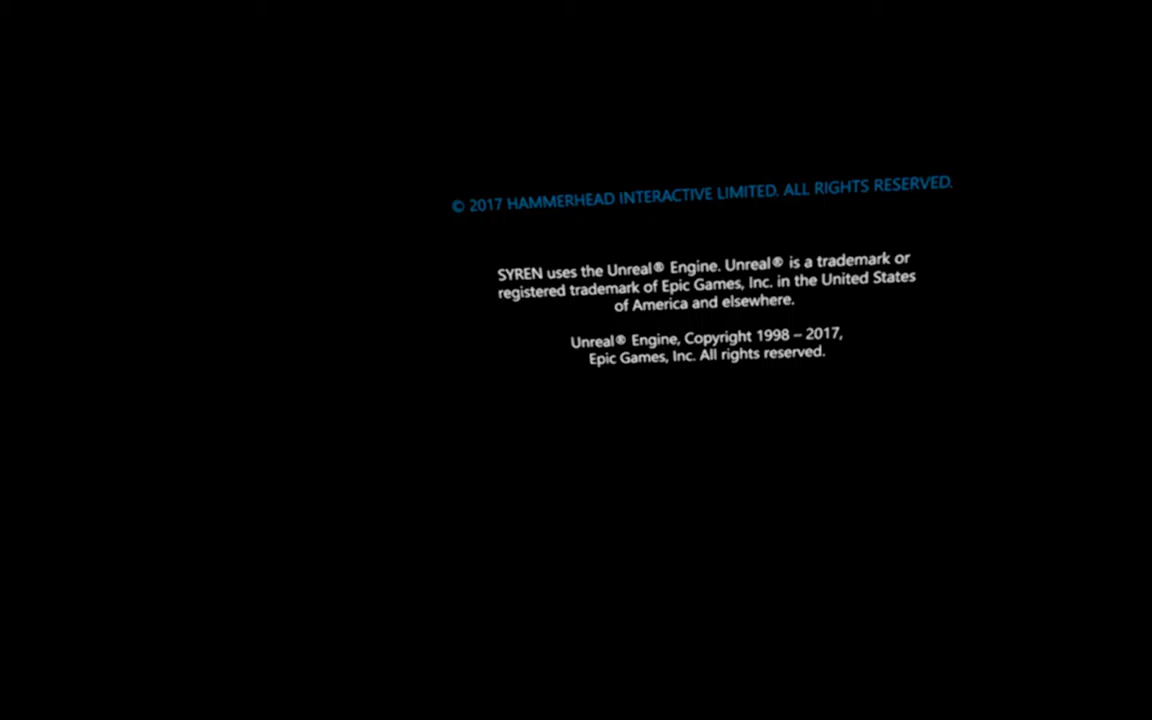 © 2017 HAMMERHEAD INTERACTIVE LIMITED. ALL RIGHTS RESERVED.
SYREN uses the Unreal® Engine. Unreal® is a trademark or
registered trademark of Epic Games, Inc. in the United States
of America and elsewhere.
Unreal® Engine, Copyright 1998 – 2017,
Epic Games, Inc. All rights reserved.